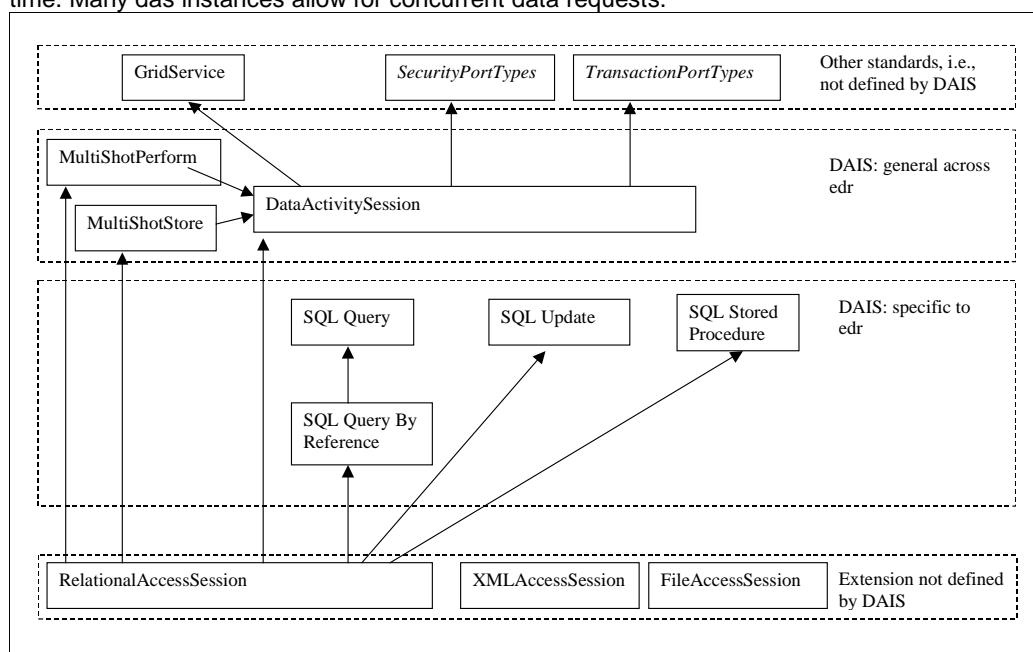 time. Many das instances allow for concurrent data requests.
GridService
SecurityPortTypes
TransactionPortTypes
Other standards, i.e.,
not defined by DAIS
MultiShotPerform
DAIS: general across
edr
DataActivitySession
MultiShotStore
SQL Query
SQL Update
SQL Stored
Procedure
DAIS: specific to
edr
SQL Query By
Reference
RelationalAccessSession
XMLAccessSession
FileAccessSession
Extension not defined
by DAIS